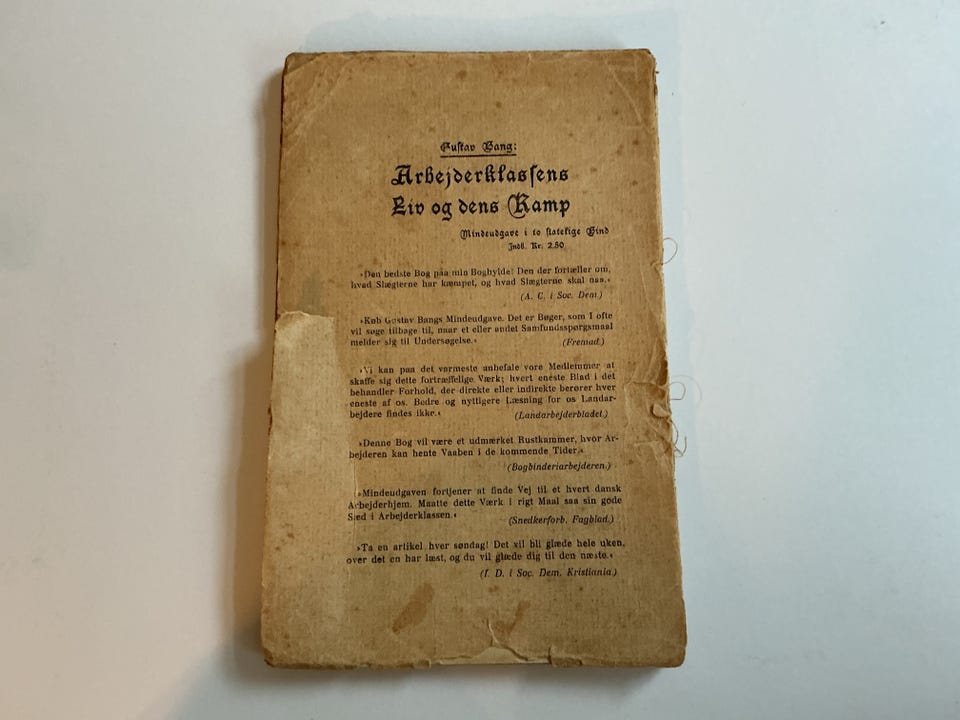 Gustav Bang:
Arbejderklassens
Liv og dens Kamp
Mindeudgave i to statelige Bind
Indb. Kr. 2.50
»Den bedste Bog paa min Boghylde! Den der fortæller om,
hvad Slægterne har kæmpet, og hvad Slægterne skal naa.«
(A. C. i Soc. Dem.)
»Køb Gustav Bangs Mindeudgave. Det er Bøger, som I ofte
vil søge tilbage til, naar et eller andet Samfundsspørgsmaal
melder sig til Undersøgelse.«
(Fremad.)
»Vi kan paa det varmeste anbefale vore Medlemmer at
skaffe sig dette fortræffelige Værk; hvert eneste Blad i det
behandler Forhold, der direkte eller indirekte berører hver
eneste af os. Bedre og nyttigere Læsning for os Landar-
bejdere findes ikke.«
(Landarbejderbladet.)
»Denne Bog vil være et udmærket Rustkammer, hvor Ar-
bejderen kan hente Vaaben i de kommende Tider.«
(Bogbinderiarbejderen.)
»Mindeudgaven fortjener at finde Vej til et hvert dansk
Arbejderhjem. Maatte dette Værk i rigt Maal saa sin gode
Sæd i Arbejderklassen.«
(Snedkerforb. Fagblad.)
»Ta en artikel hver søndag! Det vil bli glæde hele uken,
over det en har læst, og du vil glæde dig til den næste.«
(f. D. i Soc. Dem. Kristiania.)